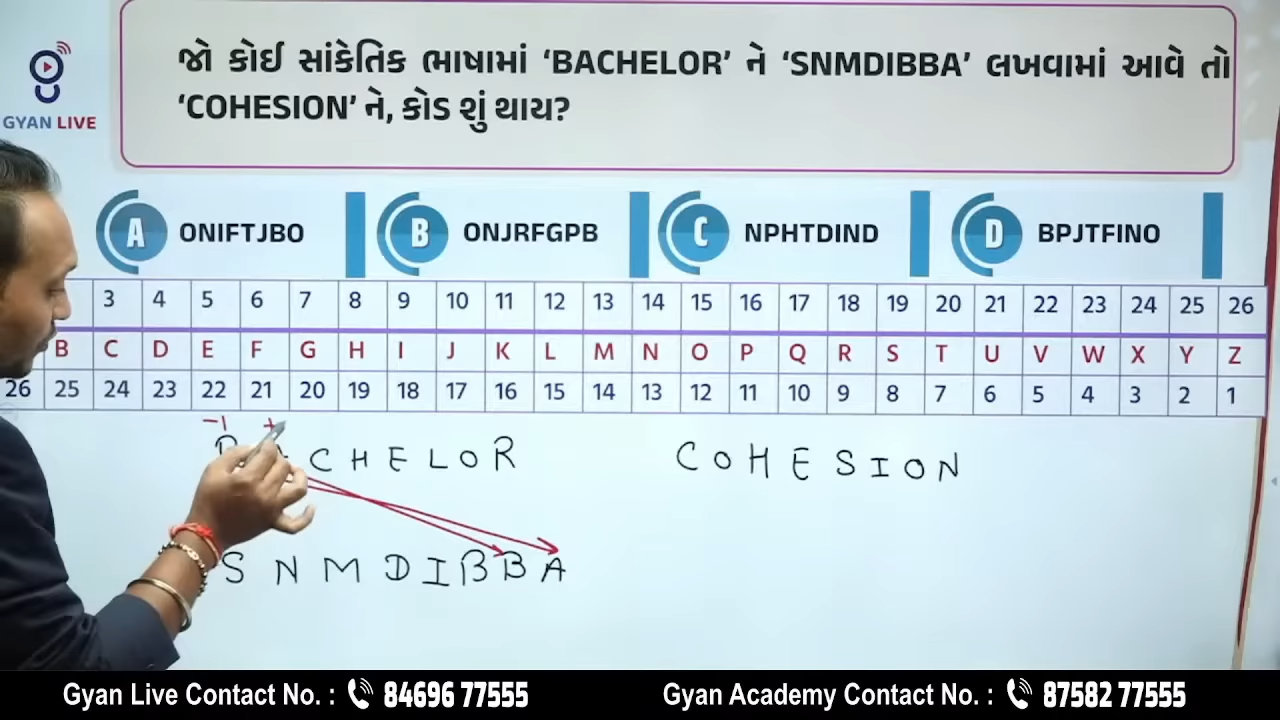 GYAN LIVE
જો કોઈ સાંકેતિક ભાષામાં ‘BACHELOR’ ને ‘SNMDIBBA’ લખવામાં આવે તો
‘COHESION’ ને, કોડ શું થાય?
A ONIFTJBO B ONJRFGPB C NPHTDIND D BPJTFINO
3 4 5 6 7 8 9 10 11 12 13 14 15 16 17 18 19 20 21 22 23 24 25 26
B C D E F G H I J K L M N O P Q R S T U V W X Y Z
26 25 24 23 22 21 20 19 18 17 16 15 14 13 12 11 10 9 8 7 6 5 4 3 2 1
-1 +
C H E L O R COHESION
SNMDIBBA
Gyan Live Contact No. : 84696 77555 Gyan Academy Contact No. : 87582 77555